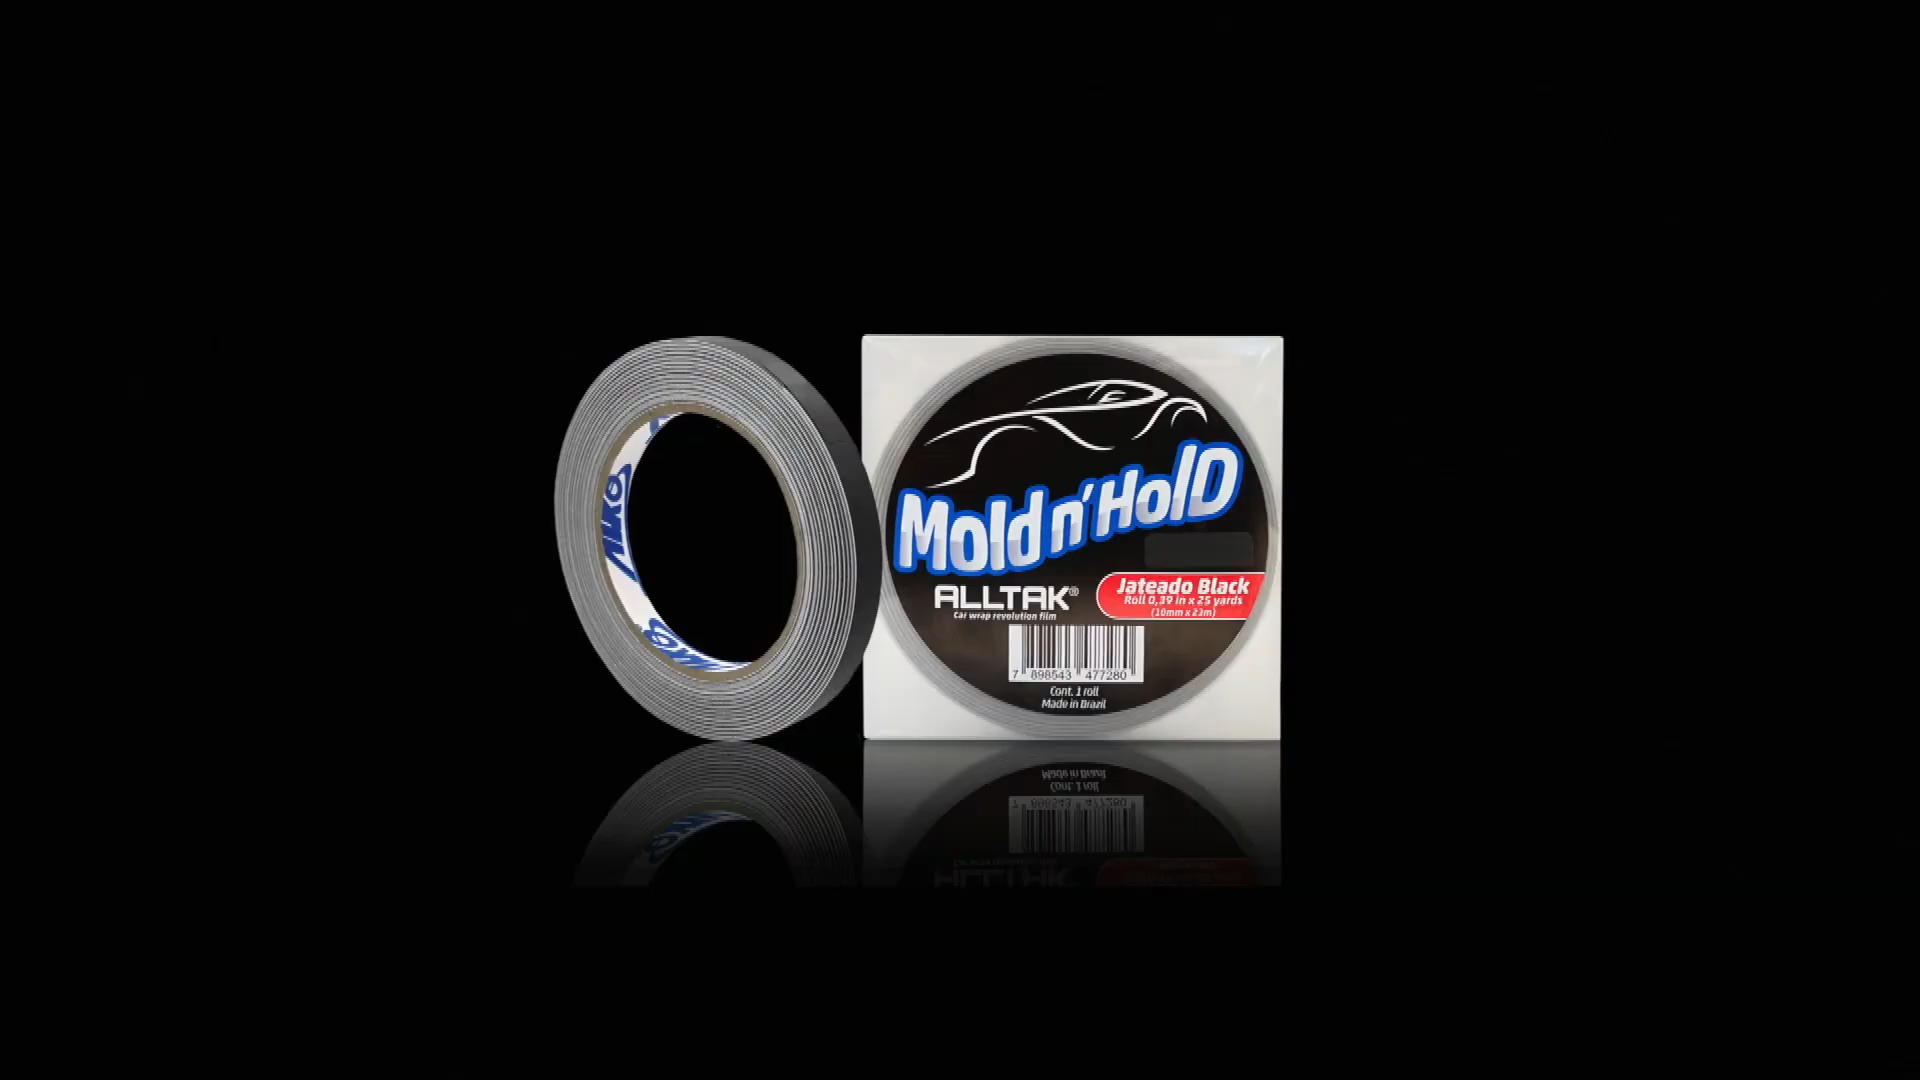 Mold n' HolD
ALLTAK®
Car wrap revolution film
Jateado Black
Roll 0,39 in x 25 yards
(10mm x 23m)
7 898543 477280
Cont. 1 roll
Made in Brazil